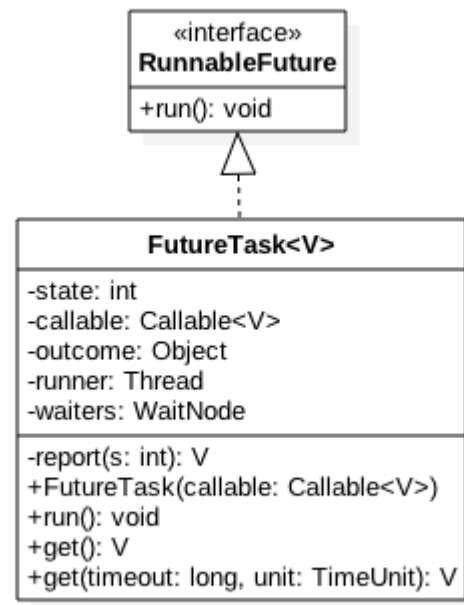 «interface»
RunnableFuture
+run(): void
FutureTask<V>
-state: int
-callable: Callable<V>
-outcome: Object
-runner: Thread
-waiters: WaitNode
-report(s: int): V
+FutureTask(callable: Callable<V>)
+run(): void
+get(): V
+get(timeout: long, unit: TimeUnit): V